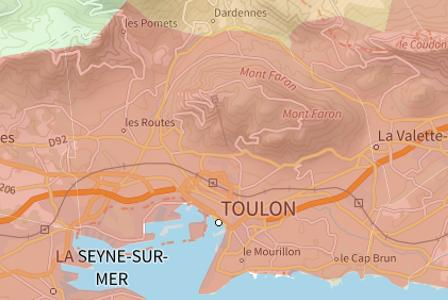 Dardennes
les Pomets
le Coudon
Mont Faron
Mont Faron
les Routes
La Valette-
es
D92
206
TOULON
LA SEYNE-SUR-
MER
le Mourillon
le Cap Brun